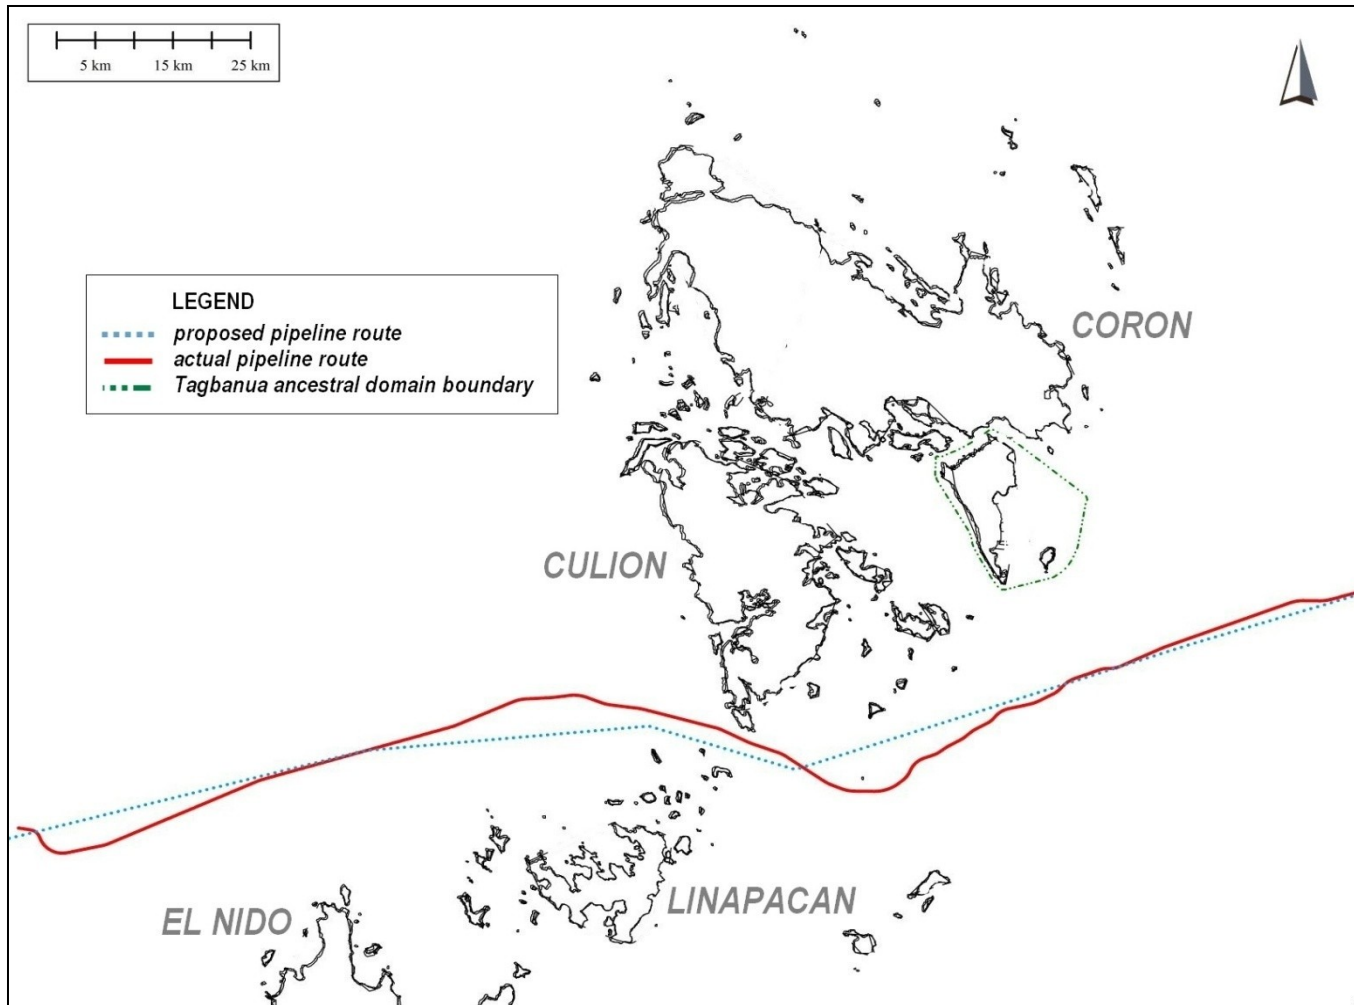 5 km 15 km 25 km
LEGEND
proposed pipeline route
actual pipeline route
Tagbanua ancestral domain boundary
CORON
CULION
LINAPACAN
EL NIDO